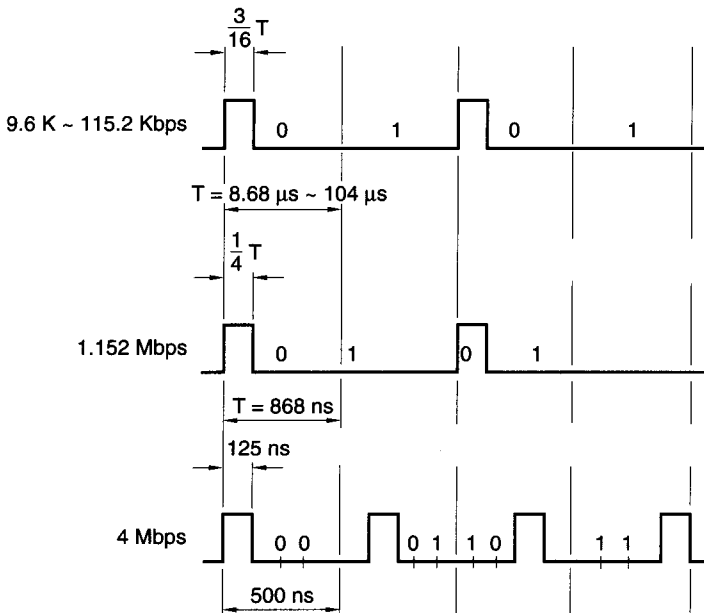 3/16 T
9.6 K ~ 115.2 Kbps
0 1 0 1
T = 8.68 µs ~ 104 µs
1/4 T
1.152 Mbps
0 1 0 1
T = 868 ns
125 ns
4 Mbps
0 0 0 1 1 0 1 1
500 ns